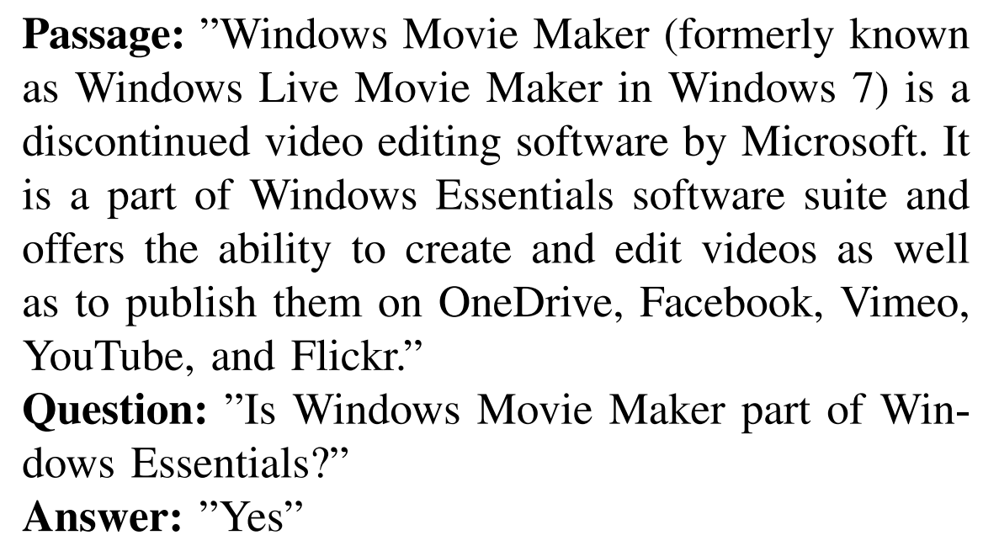 Passage: ”Windows Movie Maker (formerly known
as Windows Live Movie Maker in Windows 7) is a
discontinued video editing software by Microsoft. It
is a part of Windows Essentials software suite and
offers the ability to create and edit videos as well
as to publish them on OneDrive, Facebook, Vimeo,
YouTube, and Flickr.”
Question: ”Is Windows Movie Maker part of Win-
dows Essentials?”
Answer: ”Yes”